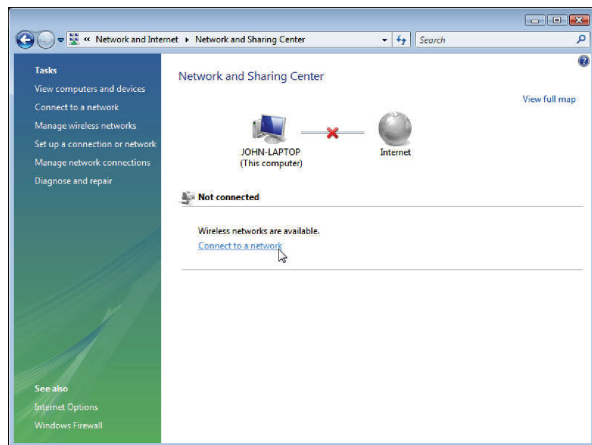 « Network and Internet ▸ Network and Sharing Center
Search
Tasks
View computers and devices
Connect to a network
Manage wireless networks
Set up a connection or network
Manage network connections
Diagnose and repair
See also
Internet Options
Windows Firewall
Network and Sharing Center
View full map
JOHN-LAPTOP
(This computer)
Internet
Not connected
Wireless networks are available.
Connect to a network